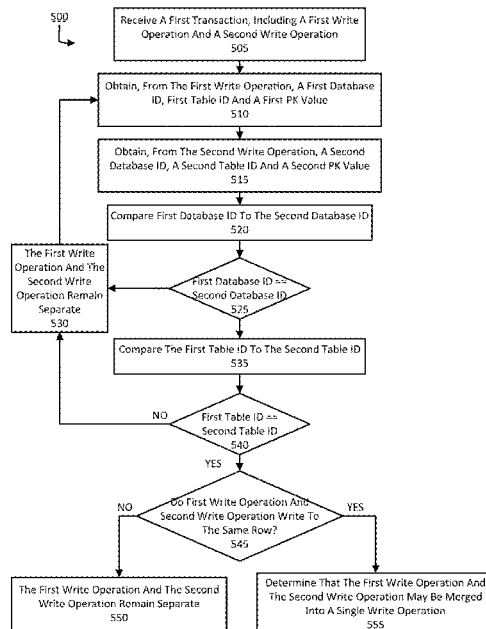 500
Receive A First Transaction, Including A First Write
Operation And A Second Write Operation
505
Obtain, From The First Write Operation, A First Database
ID, First Table ID And A First PK Value
510
Obtain, From The Second Write Operation, A Second
Database ID, A Second Table ID And A Second PK Value
515
Compare First Database ID To The Second Database ID
520
The First
Write
Operation And The
Second Write
Operation Remain
Separate
530
First Database ID ==
Second Database ID
525
Compare The First Table ID To The Second Table ID
535
NO
First Table ID ==
Second Table ID
540
YES
NO
Do First Write Operation And
Second Write Operation Write To
The Same Row?
545
YES
The First Write Operation And The Second
Write Operation Remain Separate
550
Determine That The First Write Operation And
The Second Write Operation May Be Merged
Into A Single Write Operation
555